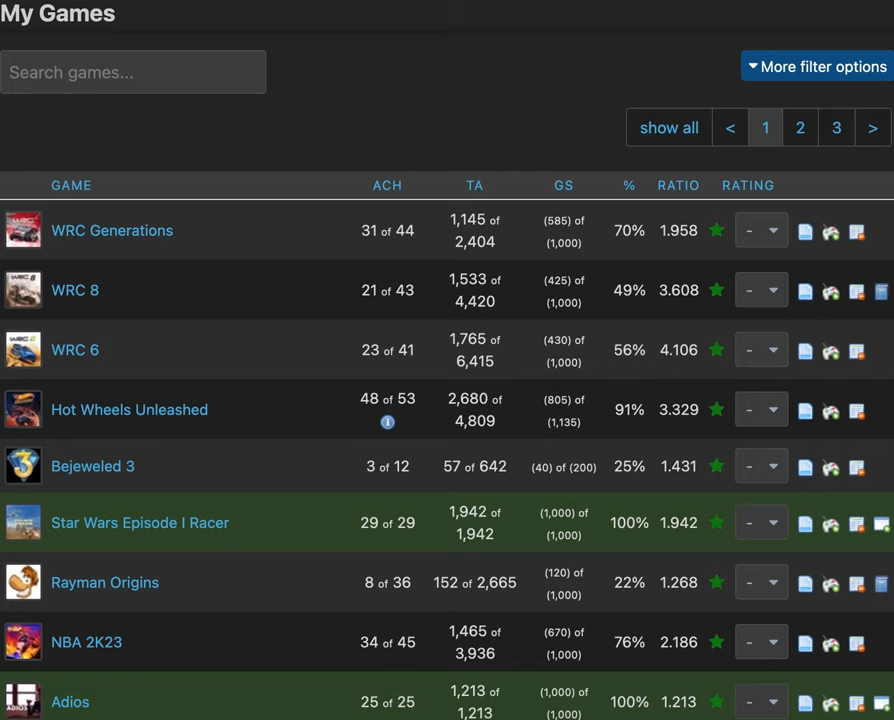 My Games
Search games...
More filter options
show all < 1 2 3 >
GAME ACH TA GS % RATIO RATING
WRC Generations 31 of 44 1,145 of 2,404 (585) of (1,000) 70% 1.958 -
WRC 8 21 of 43 1,533 of 4,420 (425) of (1,000) 49% 3.608 -
WRC 6 23 of 41 1,765 of 6,415 (430) of (1,000) 56% 4.106 -
Hot Wheels Unleashed 48 of 53 2,680 of 4,809 (805) of (1,135) 91% 3.329 -
Bejeweled 3 3 of 12 57 of 642 (40) of (200) 25% 1.431 -
Star Wars Episode I Racer 29 of 29 1,942 of 1,942 (1,000) of (1,000) 100% 1.942 -
Rayman Origins 8 of 36 152 of 2,665 (120) of (1,000) 22% 1.268 -
NBA 2K23 34 of 45 1,465 of 3,936 (670) of (1,000) 76% 2.186 -
Adios 25 of 25 1,213 of 1,213 (1,000) of (1,000) 100% 1.213 -